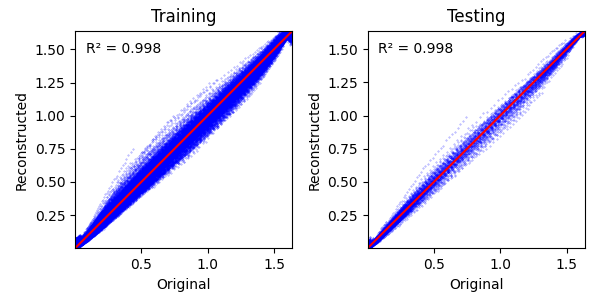 Training
R² = 0.998
1.50
1.25
1.00
0.75
0.50
0.25
Reconstructed
0.5 1.0 1.5
Original
Testing
R² = 0.998
1.50
1.25
1.00
0.75
0.50
0.25
Reconstructed
0.5 1.0 1.5
Original